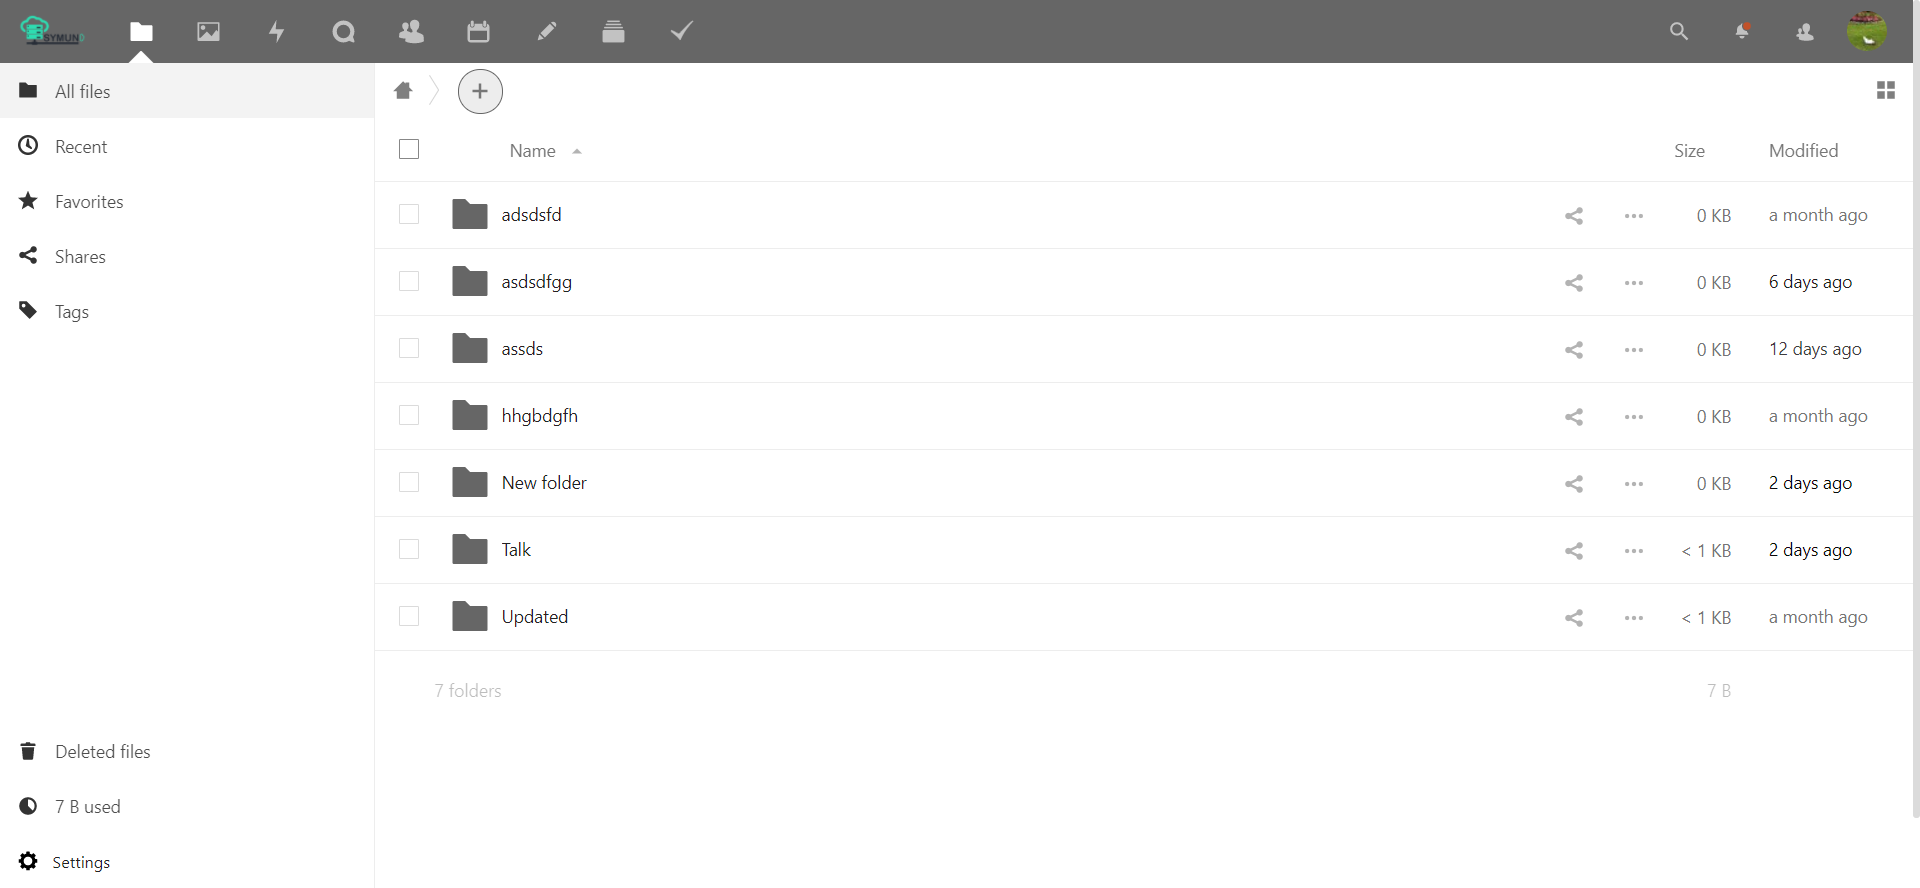 SYMUN
All files
Recent
Favorites
Shares
Tags
Deleted files
7 B used
Settings
Name Size Modified
adsdsfd 0 KB a month ago
asdsdfgg 0 KB 6 days ago
assds 0 KB 12 days ago
hhgbdgfh 0 KB a month ago
New folder 0 KB 2 days ago
Talk < 1 KB 2 days ago
Updated < 1 KB a month ago
7 folders 7 B